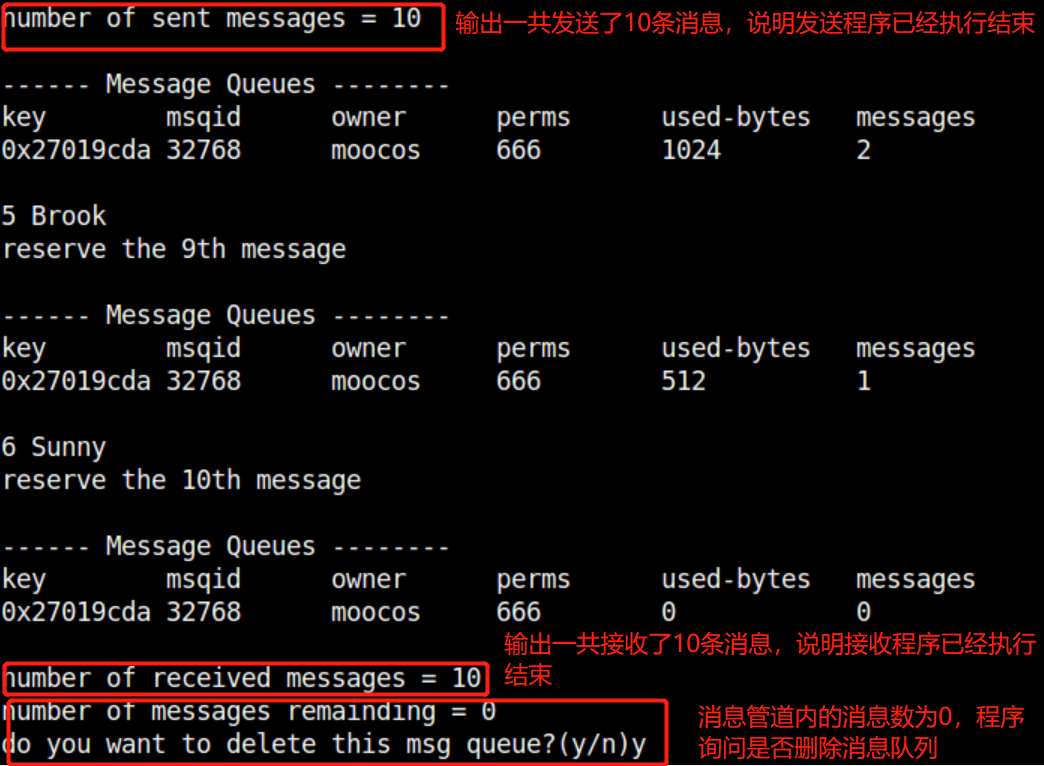 number of sent messages = 10
输出一共发送了10条消息，说明发送程序已经执行结束
------ Message Queues --------
key msqid owner perms used-bytes messages
0x27019cda 32768 moocos 666 1024 2
5 Brook
reserve the 9th message
------ Message Queues --------
key msqid owner perms used-bytes messages
0x27019cda 32768 moocos 666 512 1
6 Sunny
reserve the 10th message
------ Message Queues --------
key msqid owner perms used-bytes messages
0x27019cda 32768 moocos 666 0 0
输出一共接收了10条消息，说明接收程序已经执行
结束
number of received messages = 10
number of messages remainding = 0
do you want to delete this msg queue?(y/n)y
消息管道内的消息数为0，程序
询问是否删除消息队列